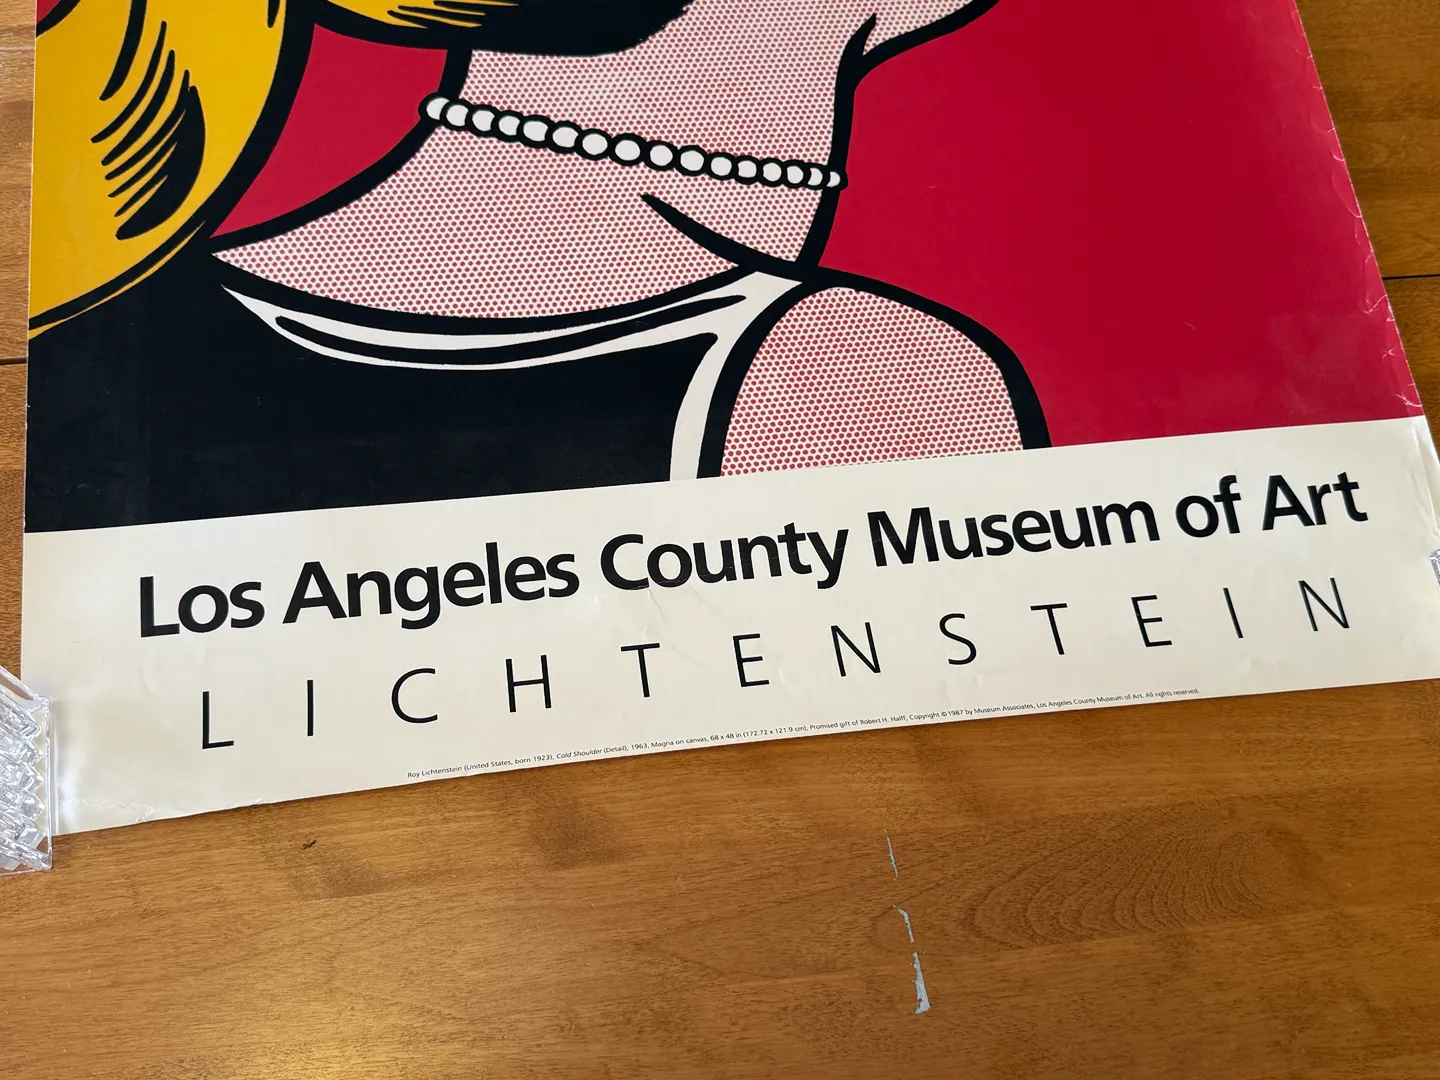 Los Angeles County Museum of Art
LICHTENSTEIN
Roy Lichtenstein (United States, born 1923), Cold Shoulder (Detail), 1963, Magna on canvas, 68 x 48 in (172.72 x 121.9 cm), Promised gift of Robert H. Halff, Copyright © 1987 by Museum Associates, Los Angeles County Museum of Art. All rights reserved.